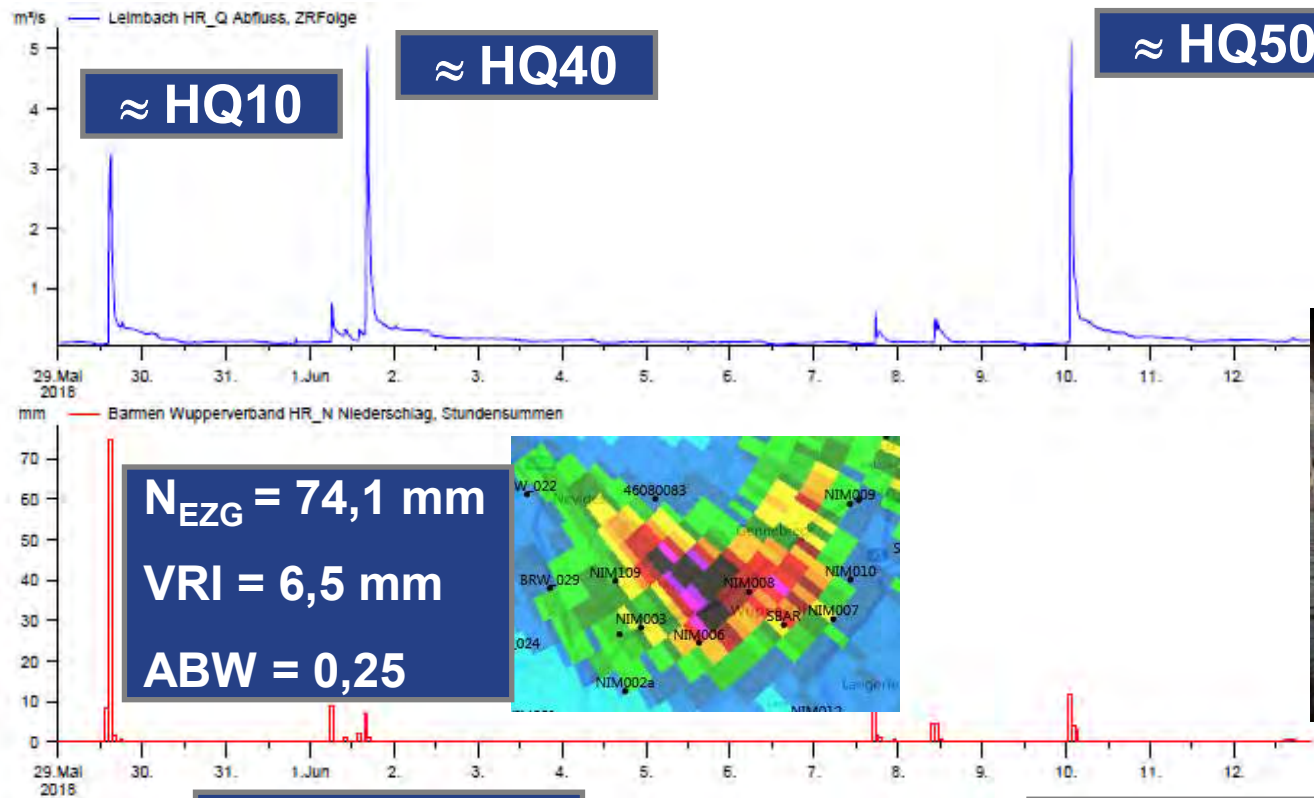 m³/s
Leimbach HR_Q Abfluss, ZRFolge
≈ HQ10
≈ HQ40
≈ HQ50
5
4
3
2
1
29.Mai 30. 31. 1.Jun 2. 3. 4. 5. 6. 7. 8. 9. 10. 11. 12.
2018
mm
Barmen Wupperverband HR_N Niederschlag, Stundensummen
70
60
50
40
30
20
10
0
N_EZG = 74,1 mm
VRI = 6,5 mm
ABW = 0,25
W_022
46080083
NIM009
BRW_029
NIM109
NIM008
NIM010
NIM003
SBAR
NIM007
_024
NIM006
NIM002a
Langerfe
NIM012
29.Mai 30. 31. 1.Jun 2. 3. 4. 5. 6. 7. 8. 9. 10. 11. 12.
2018